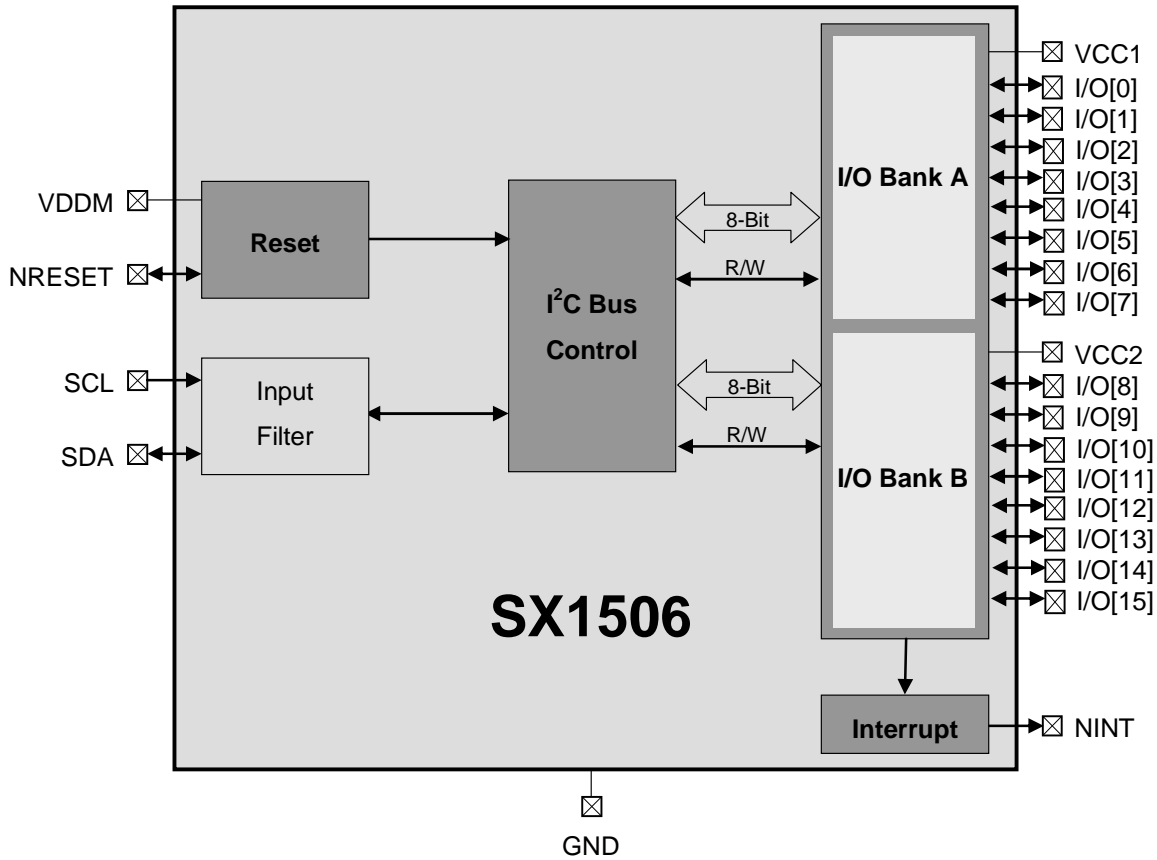 VDDM
NRESET
SCL
SDA
Reset
Input
Filter
I²C Bus
Control
8-Bit
R/W
8-Bit
R/W
I/O Bank A
I/O Bank B
SX1506
Interrupt
VCC1
I/O[0]
I/O[1]
I/O[2]
I/O[3]
I/O[4]
I/O[5]
I/O[6]
I/O[7]
VCC2
I/O[8]
I/O[9]
I/O[10]
I/O[11]
I/O[12]
I/O[13]
I/O[14]
I/O[15]
NINT
GND